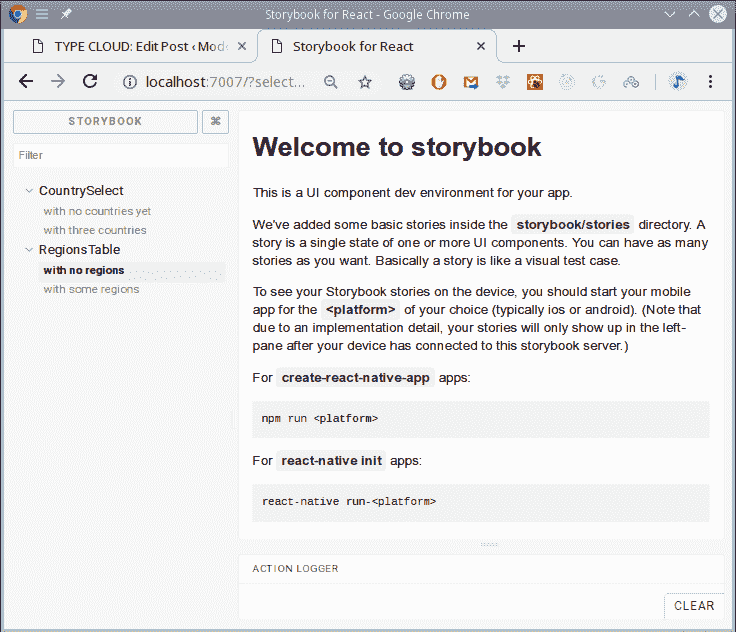 Storybook for React - Google Chrome
TYPE CLOUD: Edit Post ‹ Mod
Storybook for React
localhost:7007/?select...
STORYBOOK
⌘
Filter
CountrySelect
with no countries yet
with three countries
RegionsTable
with no regions
with some regions
Welcome to storybook
This is a UI component dev environment for your app.
We've added some basic stories inside the storybook/stories directory. A
story is a single state of one or more UI components. You can have as many
stories as you want. Basically a story is like a visual test case.
To see your Storybook stories on the device, you should start your mobile
app for the <platform> of your choice (typically ios or android). (Note that
due to an implementation detail, your stories will only show up in the left-
pane after your device has connected to this storybook server.)
For create-react-native-app apps:
npm run <platform>
For react-native init apps:
react-native run-<platform>
ACTION LOGGER
CLEAR